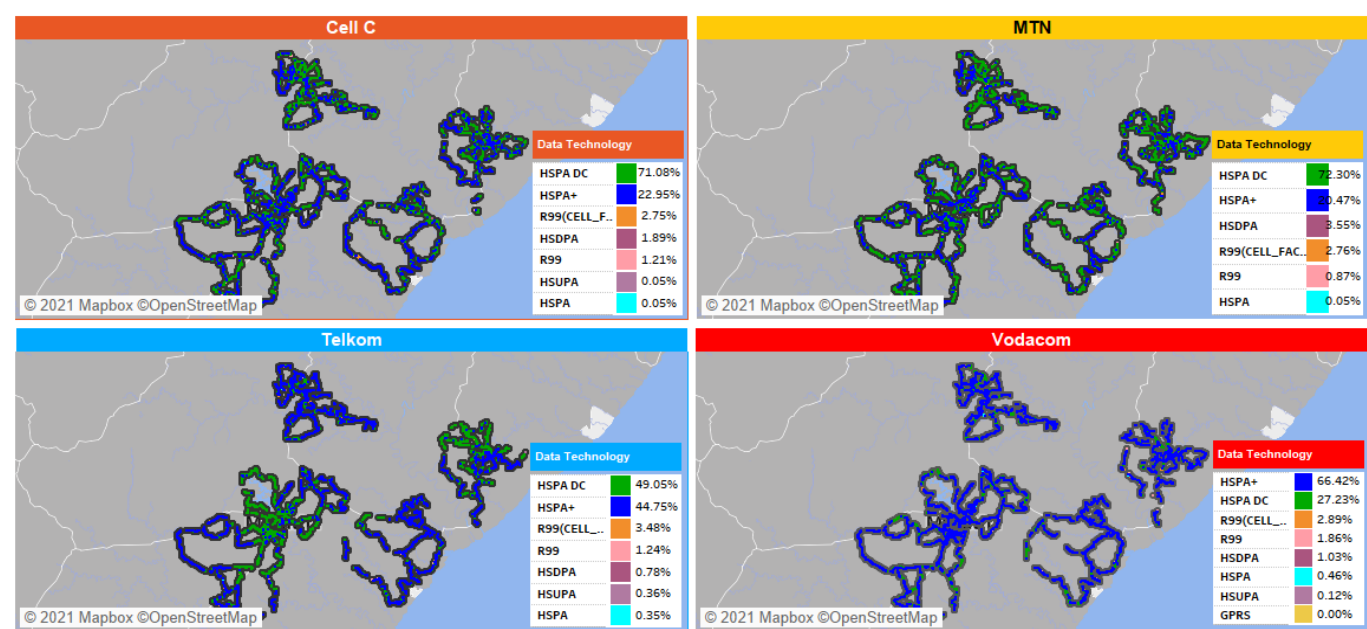 Cell C
Data Technology
HSPA DC 71.08%
HSPA+ 22.95%
R99(CELL_F.. 2.75%
HSDPA 1.89%
R99 1.21%
HSUPA 0.05%
HSPA 0.05%
© 2021 Mapbox ©OpenStreetMap
MTN
Data Technology
HSPA DC 72.30%
HSPA+ 20.47%
HSDPA 3.55%
R99(CELL_FAC.. 2.76%
R99 0.87%
HSPA 0.05%
© 2021 Mapbox ©OpenStreetMap
Telkom
Data Technology
HSPA DC 49.05%
HSPA+ 44.75%
R99(CELL_.. 3.48%
R99 1.24%
HSDPA 0.78%
HSUPA 0.36%
HSPA 0.35%
© 2021 Mapbox ©OpenStreetMap
Vodacom
Data Technology
HSPA+ 66.42%
HSPA DC 27.23%
R99(CELL_.. 2.89%
R99 1.86%
HSDPA 1.03%
HSPA 0.46%
HSUPA 0.12%
GPRS 0.00%
© 2021 Mapbox ©OpenStreetMap